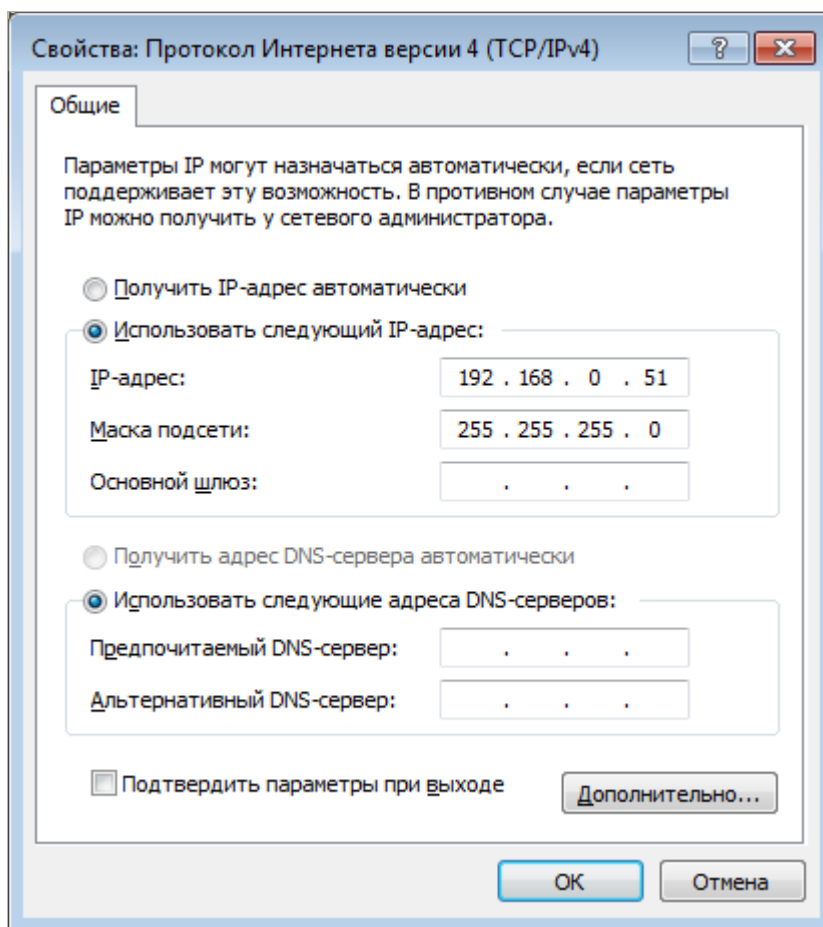 Свойства: Протокол Интернета версии 4 (TCP/IPv4)
Общие
Параметры IP могут назначаться автоматически, если сеть
поддерживает эту возможность. В противном случае параметры
IP можно получить у сетевого администратора.
Получить IP-адрес автоматически
Использовать следующий IP-адрес:
IP-адрес: 192 . 168 . 0 . 51
Маска подсети: 255 . 255 . 255 . 0
Основной шлюз: . . .
Получить адрес DNS-сервера автоматически
Использовать следующие адреса DNS-серверов:
Предпочитаемый DNS-сервер: . . .
Альтернативный DNS-сервер: . . .
Подтвердить параметры при выходе Дополнительно...
ОК Отмена